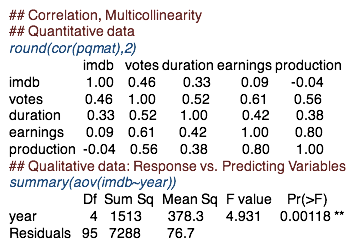 ## Correlation, Multicollinearity
## Quantitative data
round(cor(pqmat),2)
imdb votes duration earnings production
imdb 1.00 0.46 0.33 0.09 -0.04
votes 0.46 1.00 0.52 0.61 0.56
duration 0.33 0.52 1.00 0.42 0.38
earnings 0.09 0.61 0.42 1.00 0.80
production -0.04 0.56 0.38 0.80 1.00
## Qualitative data: Response vs. Predicting Variables
summary(aov(imdb~year))
Df Sum Sq Mean Sq F value Pr(>F)
year 4 1513 378.3 4.931 0.00118 **
Residuals 95 7288 76.7